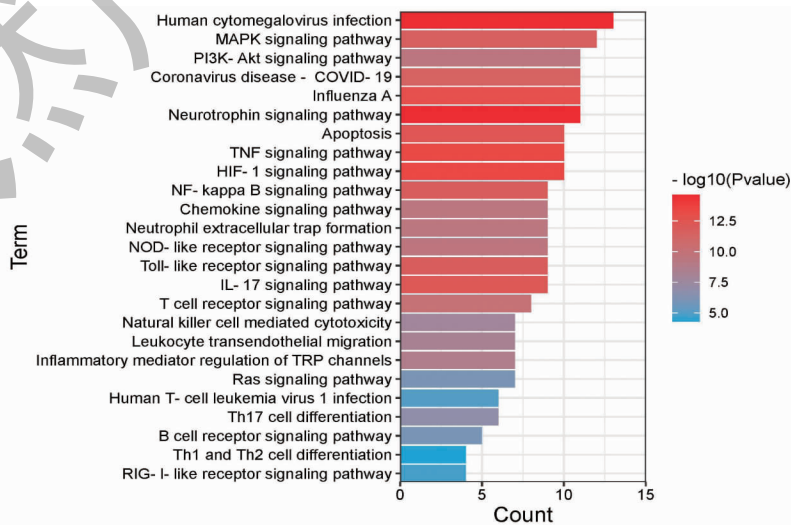 Human cytomegalovirus infection
MAPK signaling pathway
PI3K- Akt signaling pathway
Coronavirus disease - COVID- 19
Influenza A
Neurotrophin signaling pathway
Apoptosis
TNF signaling pathway
HIF- 1 signaling pathway
NF- kappa B signaling pathway
Chemokine signaling pathway
Neutrophil extracellular trap formation
NOD- like receptor signaling pathway
Toll- like receptor signaling pathway
IL- 17 signaling pathway
T cell receptor signaling pathway
Natural killer cell mediated cytotoxicity
Leukocyte transendothelial migration
Inflammatory mediator regulation of TRP channels
Ras signaling pathway
Human T- cell leukemia virus 1 infection
Th17 cell differentiation
B cell receptor signaling pathway
Th1 and Th2 cell differentiation
RIG- I- like receptor signaling pathway
Term
0 5 10 15
Count
- log10(Pvalue)
12.5
10.0
7.5
5.0